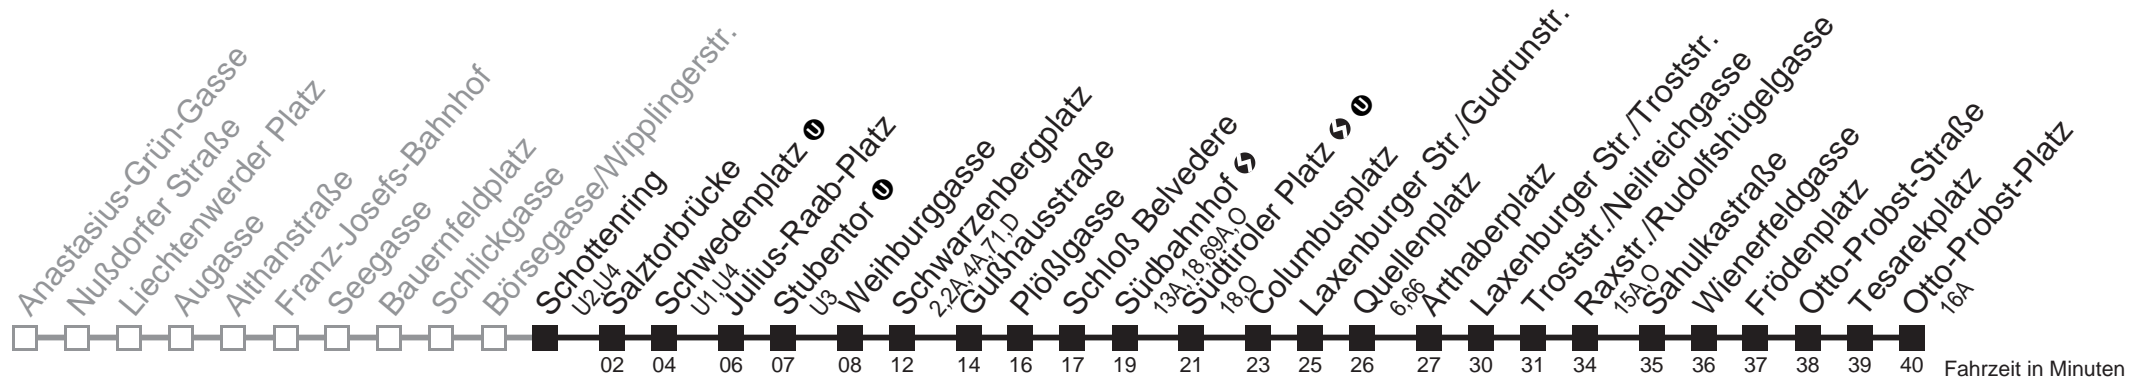 Anastasius-Grün-Gasse
Nußdorfer Straße
Liechtenwerder Platz
Augasse
Althanstraße
Franz-Josefs-Bahnhof
Seegasse
Bauernfeldplatz
Schlickgasse
Börsegasse/Wipplingerstr.
Schottenring
U2,U4
Salztorbrücke
Schwedenplatz U
U1,U4
Julius-Raab-Platz
Stubentor U
U3
Weihburggasse
Schwarzenbergplatz
2,2A,4A,71,D
Gußhausstraße
Plößlgasse
Schloß Belvedere
Südbahnhof
13A,18,69A,O
Südtiroler Platz U
18,O
Columbusplatz
Laxenburger Str./Gudrunstr.
Quellenplatz
6,66
Arthaberplatz
Laxenburger Str./Troststr.
Troststr./Neilreichgasse
Raxstr./Rudolfshügelgasse
15A,O
Sahulkastraße
Wienerfeldgasse
Frödenplatz
Otto-Probst-Straße
Tesarekplatz
Otto-Probst-Platz
16A
02 04 06 07 08 12 14 16 17 19 21 23 25 26 27 30 31 34 35 36 37 38 39 40 Fahrzeit in Minuten